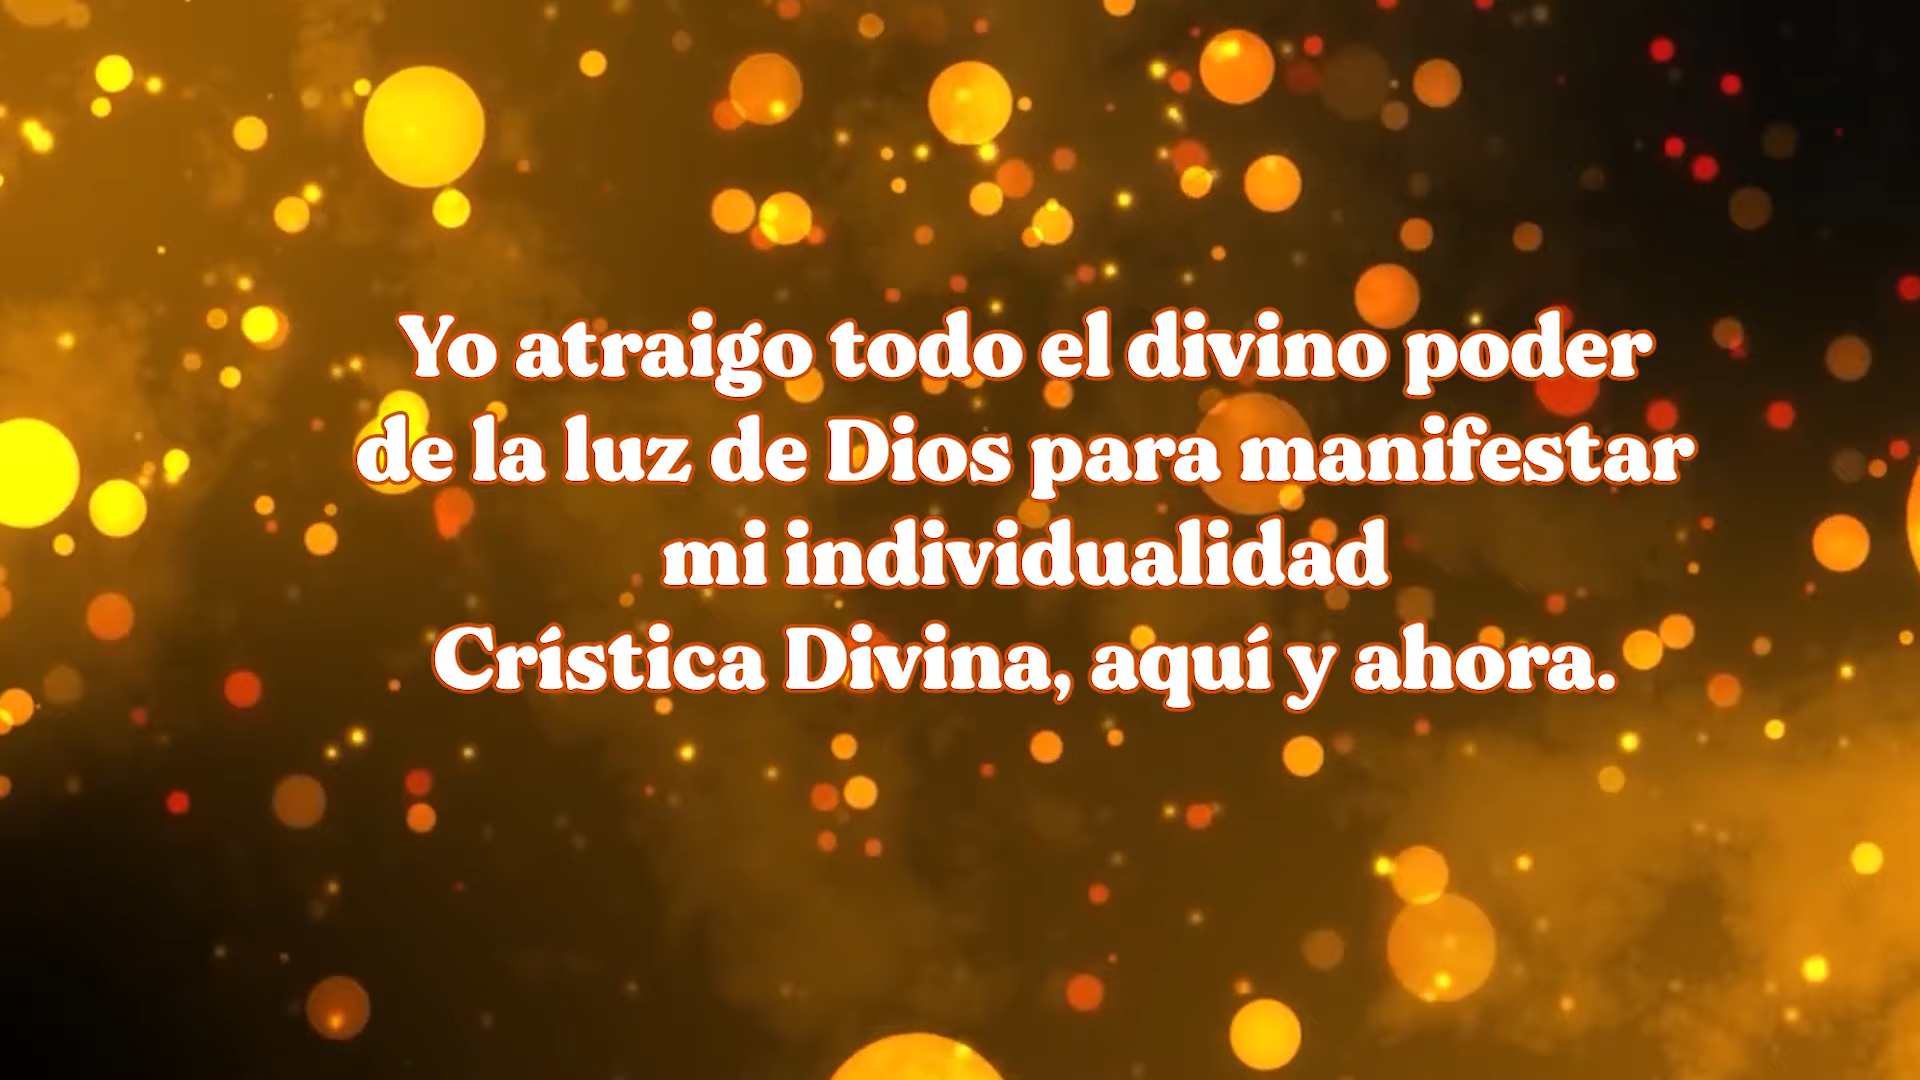 Yo atraigo todo el divino poder
de la luz de Dios para manifestar
mi individualidad
Crística Divina, aquí y ahora.